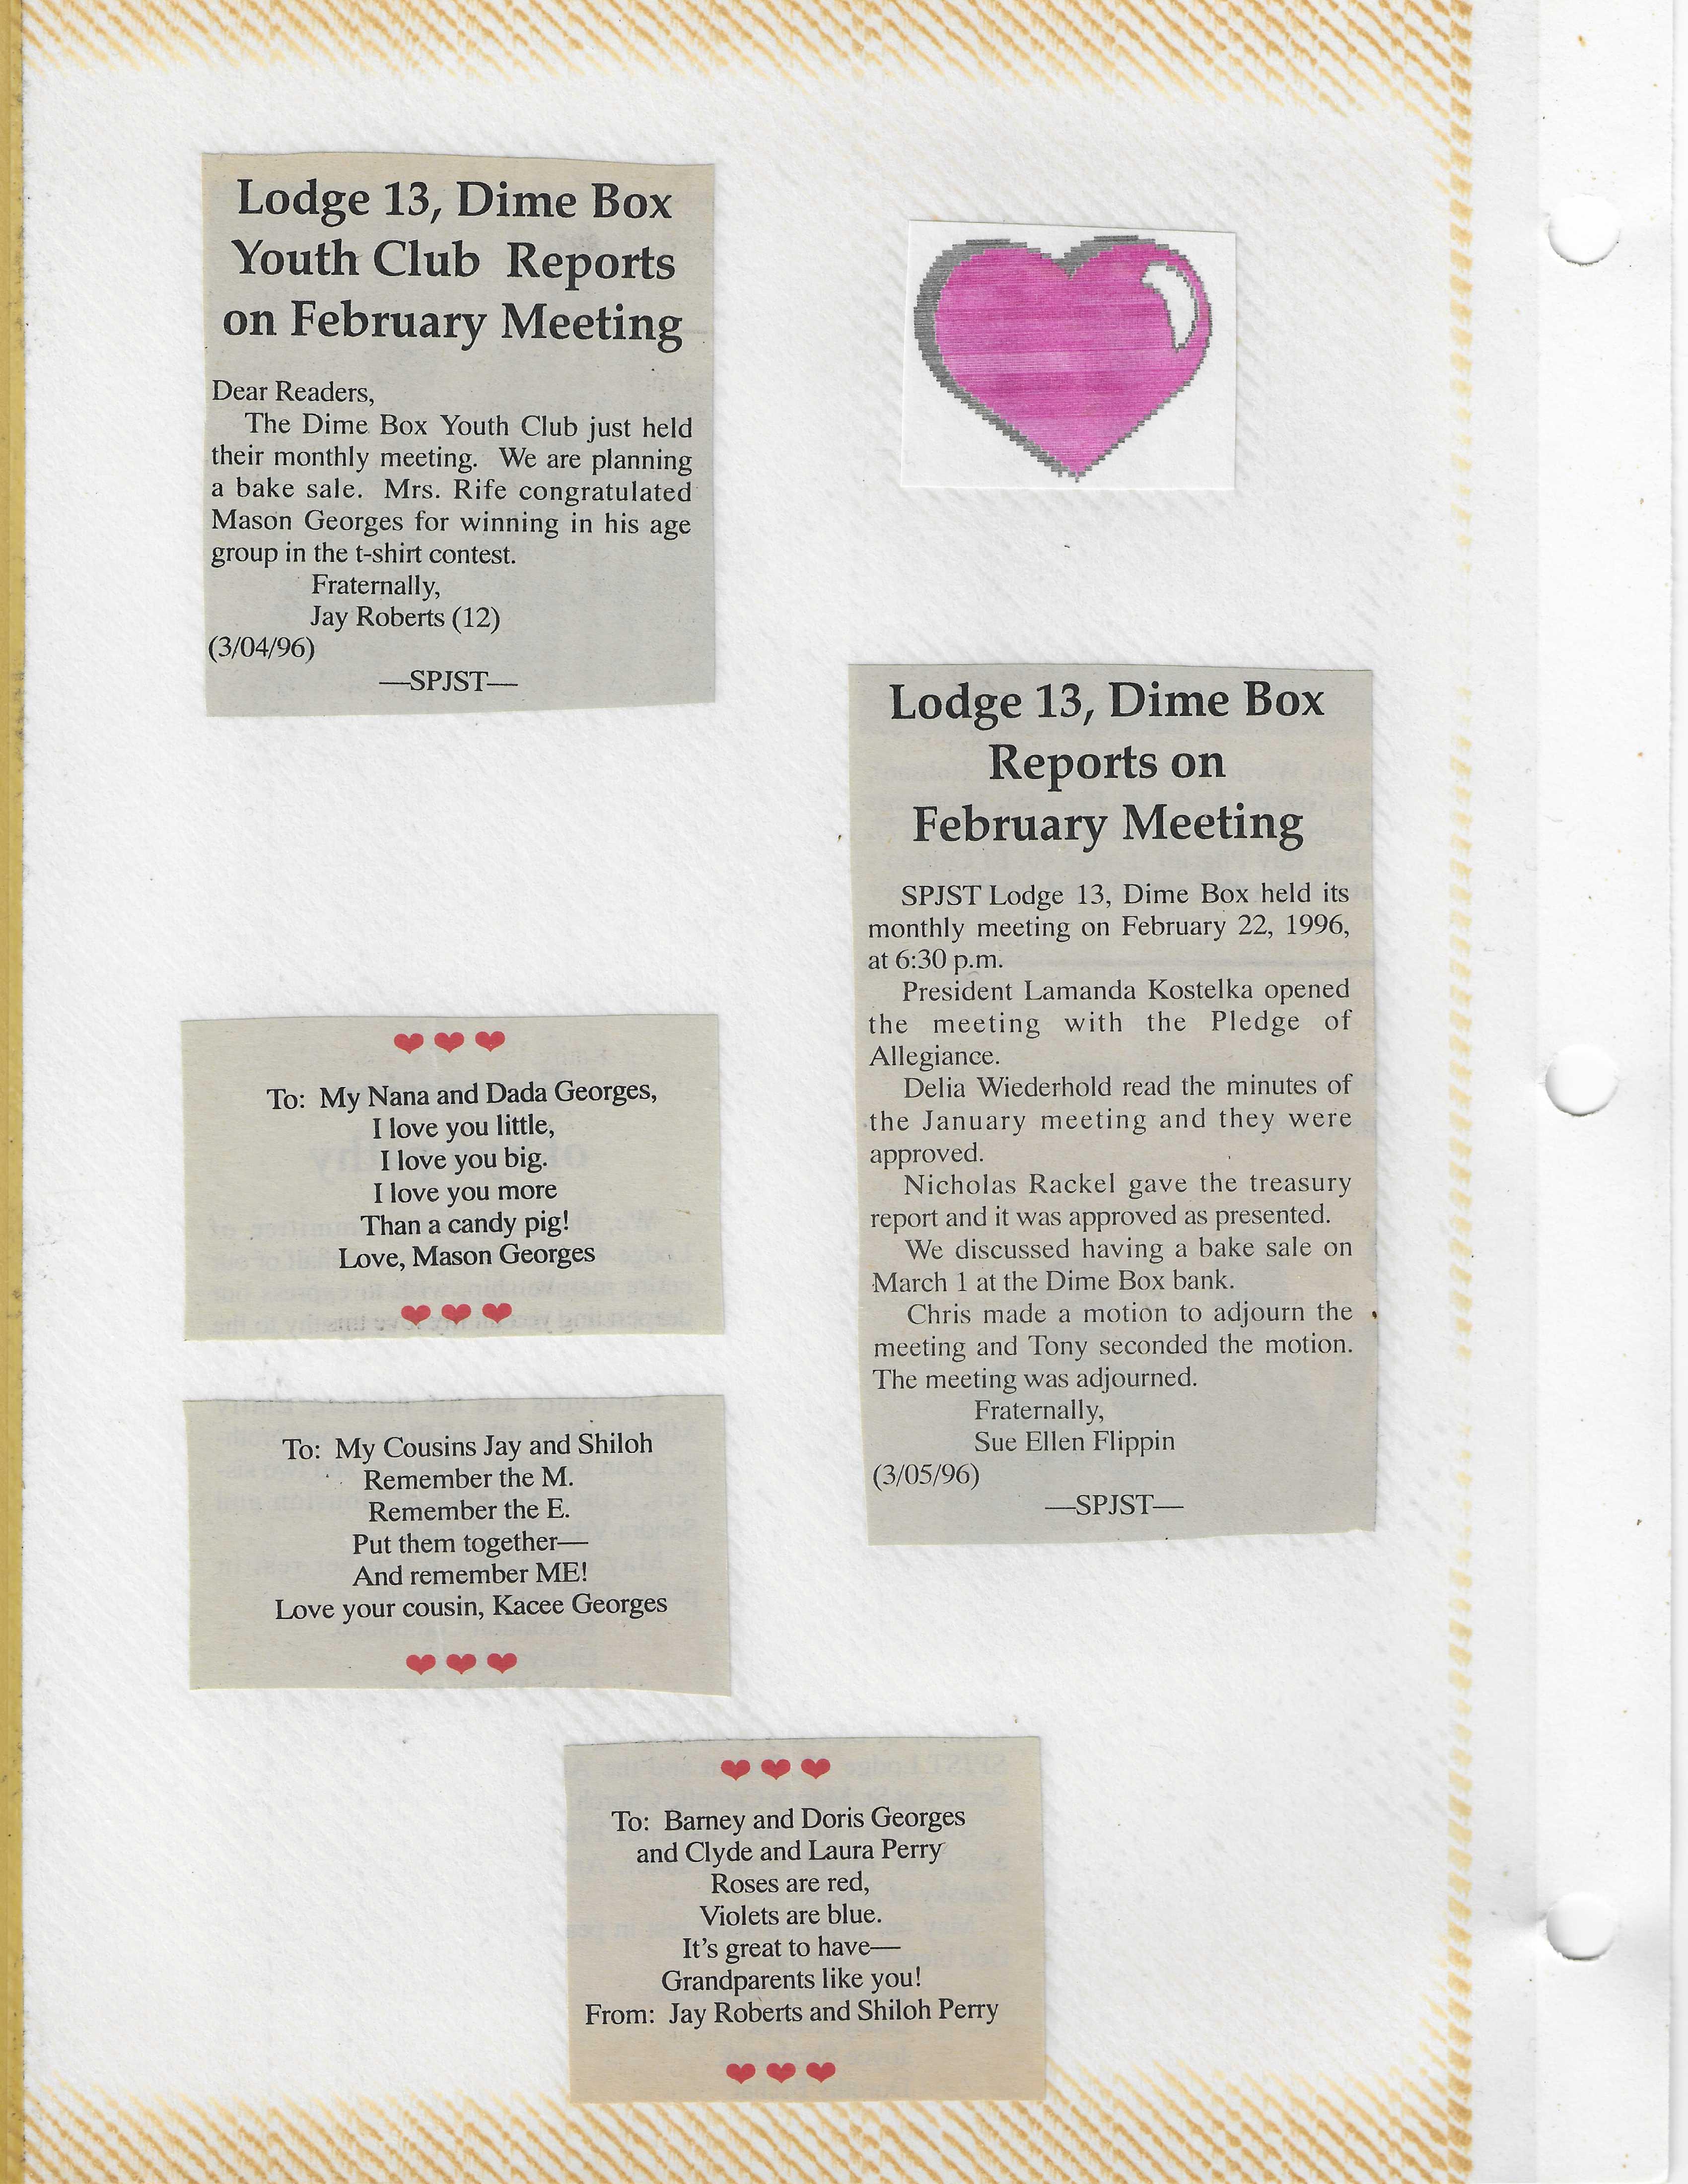 Lodge 13, Dime Box
Youth Club Reports
on February Meeting
Dear Readers,
The Dime Box Youth Club just held
their monthly meeting. We are planning
a bake sale. Mrs. Rife congratulated
Mason Georges for winning in his age
group in the t-shirt contest.
Fraternally,
Jay Roberts (12)
(3/04/96)
—SPJST—
Lodge 13, Dime Box
Reports on
February Meeting
SPJST Lodge 13, Dime Box held its
monthly meeting on February 22, 1996,
at 6:30 p.m.
President Lamanda Kostelka opened
the meeting with the Pledge of
Allegiance.
Delia Wiederhold read the minutes of
the January meeting and they were
approved.
Nicholas Rackel gave the treasury
report and it was approved as presented.
We discussed having a bake sale on
March 1 at the Dime Box bank.
Chris made a motion to adjourn the
meeting and Tony seconded the motion.
The meeting was adjourned.
Fraternally,
Sue Ellen Flippin
(3/05/96)
—SPJST—
To: My Nana and Dada Georges,
I love you little,
I love you big.
I love you more
Than a candy pig!
Love, Mason Georges
To: My Cousins Jay and Shiloh
Remember the M.
Remember the E.
Put them together—
And remember ME!
Love your cousin, Kacee Georges
To: Barney and Doris Georges
and Clyde and Laura Perry
Roses are red,
Violets are blue.
It's great to have—
Grandparents like you!
From: Jay Roberts and Shiloh Perry